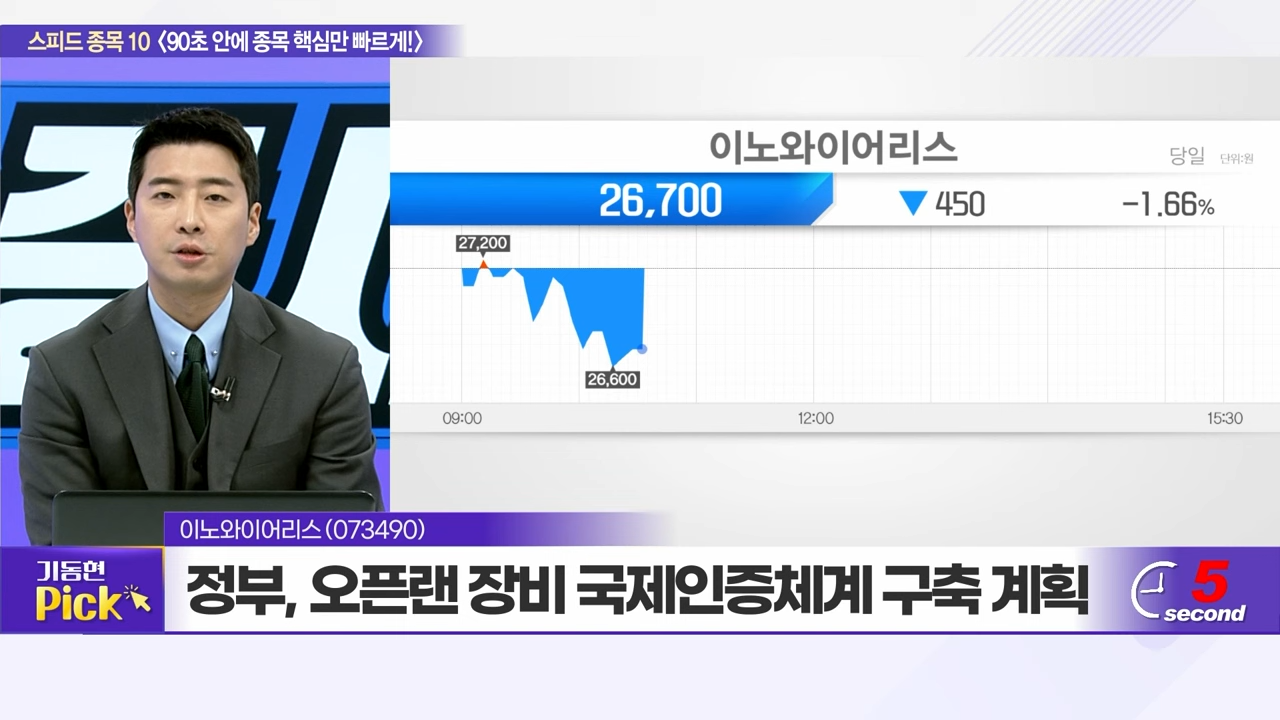 스피드 종목 10 〈90초 안에 종목 핵심만 빠르게!〉
이노와이어리스
당일 단위:원
26,700 ▼450 -1.66%
27,200
26,600
09:00 12:00 15:30
이노와이어리스 (073490)
기동현
Pick
정부, 오픈랜 장비 국제인증체계 구축 계획
5
second